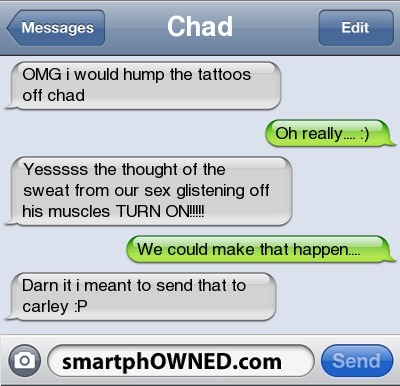 Messages
Chad
Edit
OMG i would hump the tattoos
off chad
Oh really.... :)
Yesssss the thought of the
sweat from our sex glistening off
his muscles TURN ON!!!!!
We could make that happen....
Darn it i meant to send that to
carley :P
smartphOWNED.com
Send